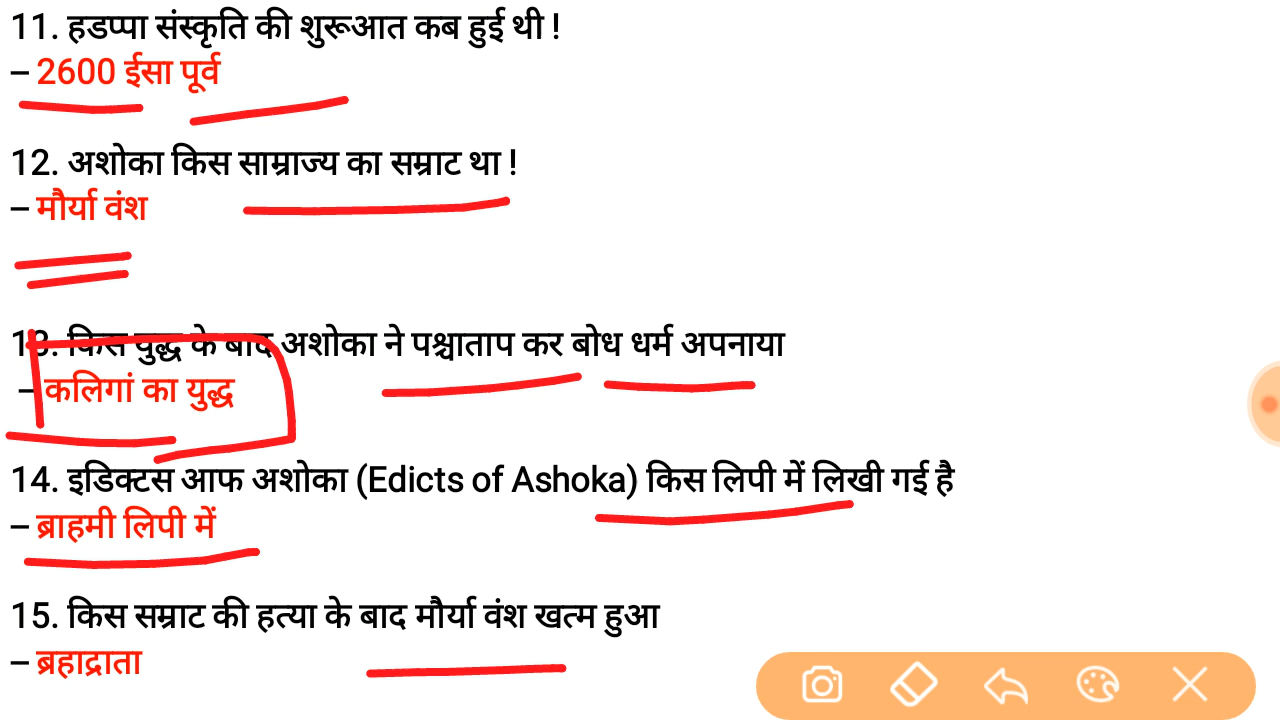 11. हडप्पा संस्कृति की शुरूआत कब हुई थी !
– 2600 ईसा पूर्व
12. अशोका किस साम्राज्य का सम्राट था !
– मौर्या वंश
13. किस युद्ध के बाद अशोका ने पश्चाताप कर बोध धर्म अपनाया
– कलिगां का युद्ध
14. इडिक्टस आफ अशोका (Edicts of Ashoka) किस लिपी में लिखी गई है
– ब्राहमी लिपी में
15. किस सम्राट की हत्या के बाद मौर्या वंश खत्म हुआ
– ब्रहाद्राता